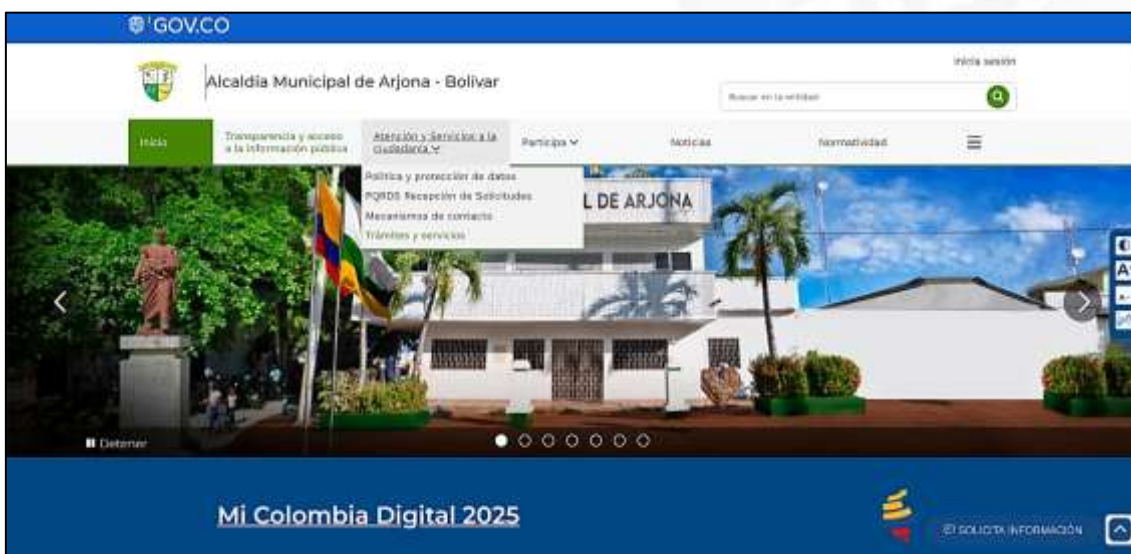 GOV.CO
Alcaldía Municipal de Arjona - Bolívar
Inicia sesión
Buscar en la entidad
Inicio
Transparencia y acceso
a la información pública
Atención y Servicios a la
ciudadanía
Participa
Noticias
Normatividad
Política y protección de datos
PQRDS Recepción de Solicitudes
Mecanismos de contacto
Trámites y servicios
L DE ARJONA
A
Detener
Mi Colombia Digital 2025
SOLICITA INFORMACIÓN